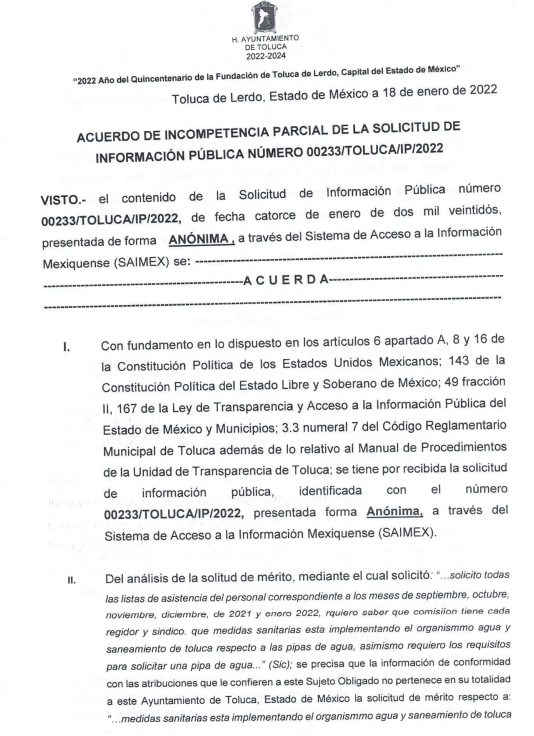 H. AYUNTAMIENTO
DE TOLUCA
2022-2024
"2022 Año del Quincentenario de la Fundación de Toluca de Lerdo, Capital del Estado de México"
Toluca de Lerdo, Estado de México a 18 de enero de 2022
ACUERDO DE INCOMPETENCIA PARCIAL DE LA SOLICITUD DE
INFORMACIÓN PÚBLICA NÚMERO 00233/TOLUCA/IP/2022
VISTO.- el contenido de la Solicitud de Información Pública número
00233/TOLUCA/IP/2022, de fecha catorce de enero de dos mil veintidós,
presentada de forma ANÓNIMA , a través del Sistema de Acceso a la Información
Mexiquense (SAIMEX) se: ------------------------------------------------------------
----------------------------------------A C U E R D A-----------------------------------
------------------------------------------------------------------------------------------
I. Con fundamento en lo dispuesto en los artículos 6 apartado A, 8 y 16 de
la Constitución Política de los Estados Unidos Mexicanos; 143 de la
Constitución Política del Estado Libre y Soberano de México; 49 fracción
II, 167 de la Ley de Transparencia y Acceso a la Información Pública del
Estado de México y Municipios; 3.3 numeral 7 del Código Reglamentario
Municipal de Toluca además de lo relativo al Manual de Procedimientos
de la Unidad de Transparencia de Toluca; se tiene por recibida la solicitud
de información pública, identificada con el número
00233/TOLUCA/IP/2022, presentada forma Anónima, a través del
Sistema de Acceso a la Información Mexiquense (SAIMEX).
II. Del análisis de la solitud de mérito, mediante el cual solicitó: "...solicito todas
las listas de asistencia del personal correspondiente a los meses de septiembre, octubre,
noviembre, diciembre, de 2021 y enero 2022, rquiero saber que comisiion tiene cada
regidor y sindico. que medidas sanitarias esta implementando el organismmo agua y
saneamiento de toluca respecto a las pipas de agua, asimismo requiero los requisitos
para solicitar una pipa de agua..." (Sic); se precisa que la información de conformidad
con las atribuciones que le confieren a este Sujeto Obligado no pertenece en su totalidad
a este Ayuntamiento de Toluca, Estado de México la solicitud de mérito respecto a:
"...medidas sanitarias esta implementando el organismmo agua y saneamiento de toluca